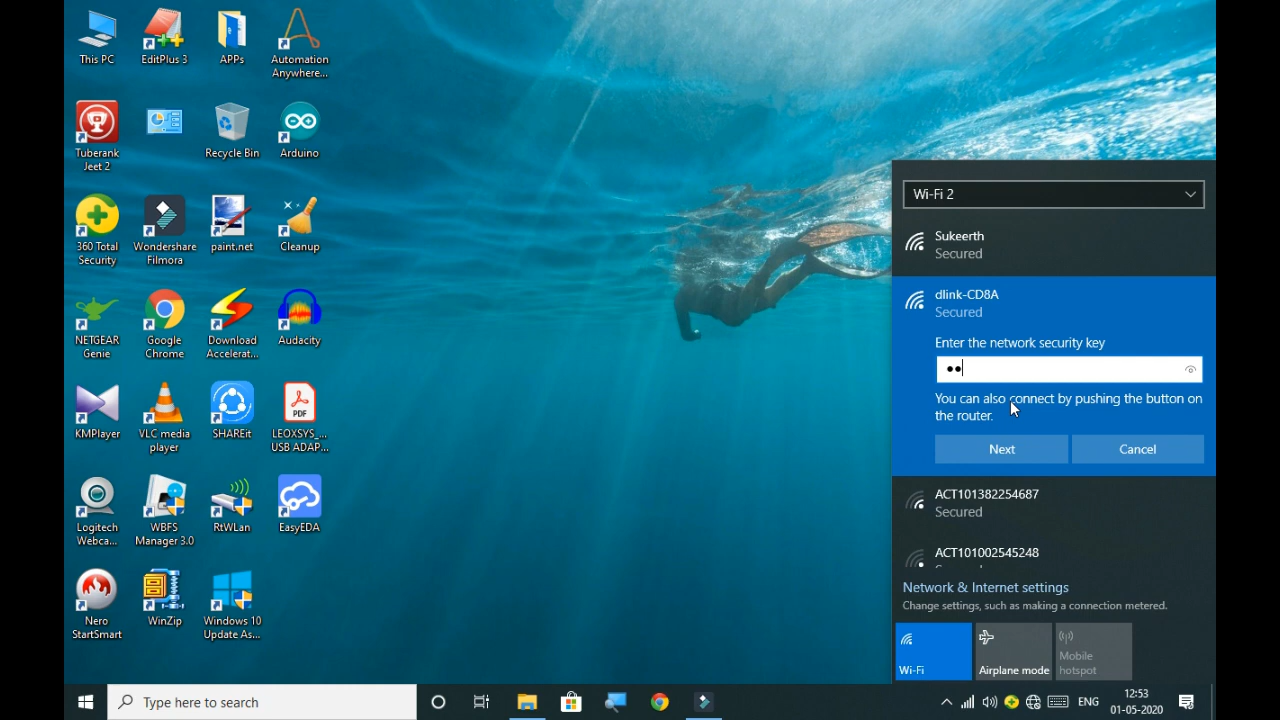 This PC
EditPlus 3
APPs
Automation
Anywhere...
Tuberank
Jeet 2
Recycle Bin
Arduino
360 Total
Security
Wondershare
Filmora
paint.net
Cleanup
NETGEAR
Genie
Google
Chrome
Download
Accelerat...
Audacity
KMPlayer
VLC media
player
SHAREit
PDF
LEOXSYS_...
USB ADAP...
Logitech
Webca...
WBFS
Manager 3.0
RtWLan
EasyEDA
Nero
StartSmart
WinZip
Windows 10
Update As...
Wi-Fi 2
Sukeerth
Secured
dlink-CD8A
Secured
Enter the network security key
You can also connect by pushing the button on
the router.
Next
Cancel
ACT101382254687
Secured
ACT101002545248
Network & Internet settings
Change settings, such as making a connection metered.
Wi-Fi
Airplane mode
Mobile
hotspot
Type here to search
ENG
12:53
01-05-2020